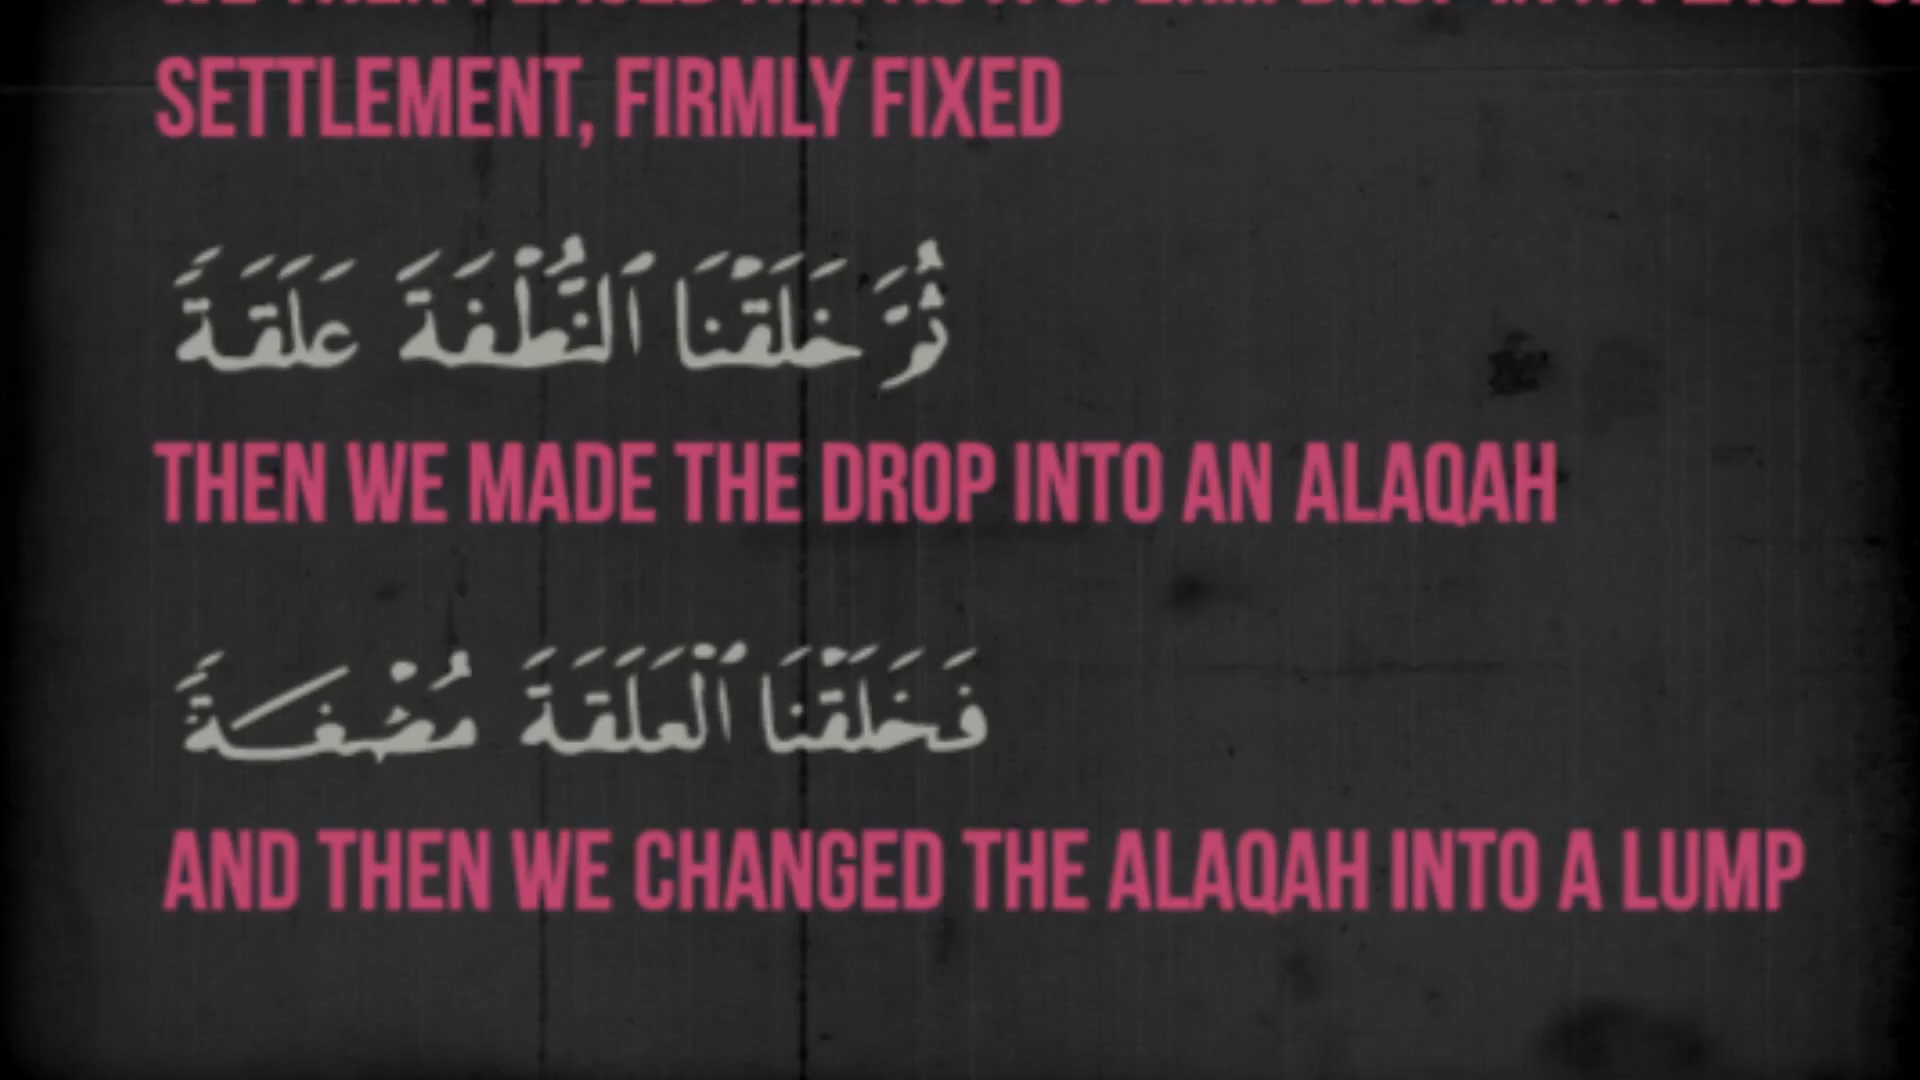 SETTLEMENT, FIRMLY FIXED
ثُمَّ خَلَقْنَا ٱلنُّطْفَةَ عَلَقَةً
THEN WE MADE THE DROP INTO AN ALAQAH
فَخَلَقْنَا ٱلْعَلَقَةَ مُضْغَةً
AND THEN WE CHANGED THE ALAQAH INTO A LUMP